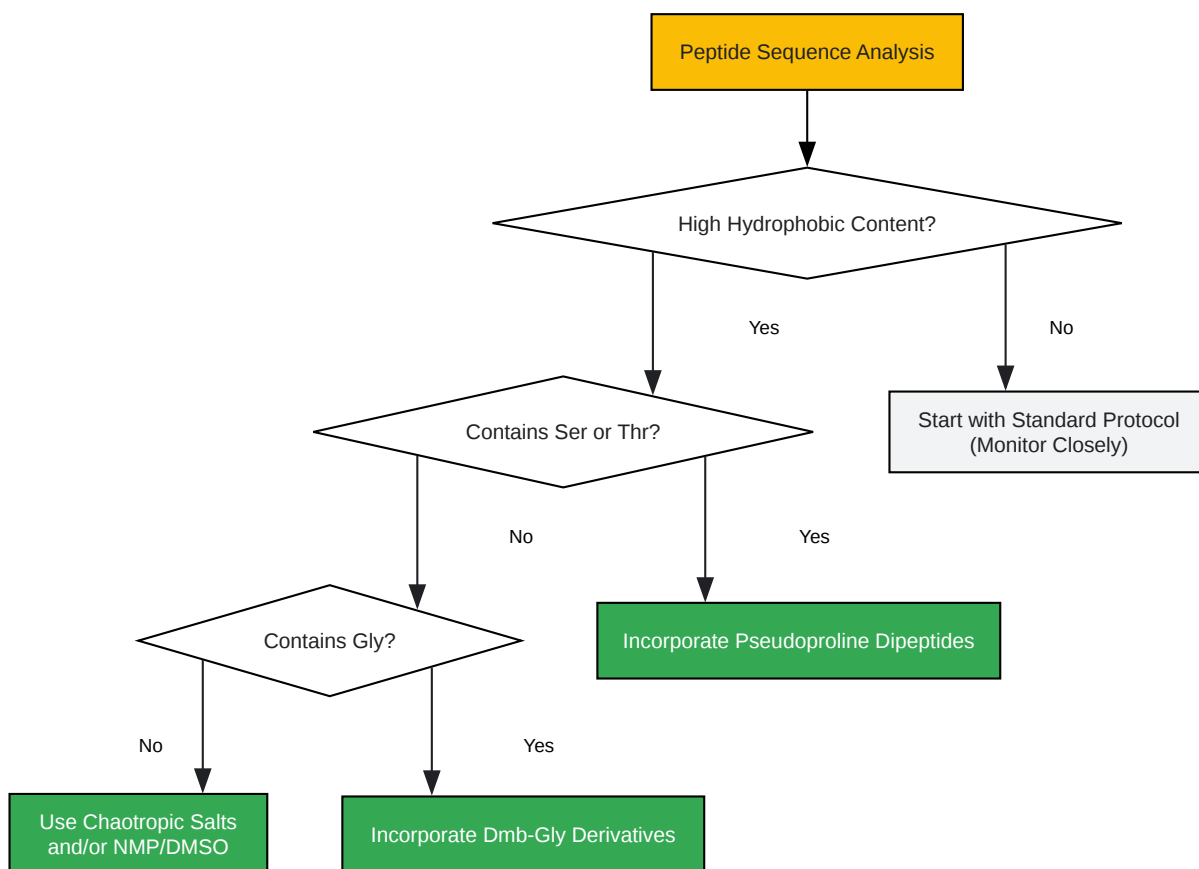 Peptide Sequence Analysis
High Hydrophobic Content?
Yes
No
Contains Ser or Thr?
Start with Standard Protocol
(Monitor Closely)
No
Yes
Contains Gly?
Incorporate Pseudoproline Dipeptides
No
Yes
Use Chaotropic Salts
and/or NMP/DMSO
Incorporate Dmb-Gly Derivatives